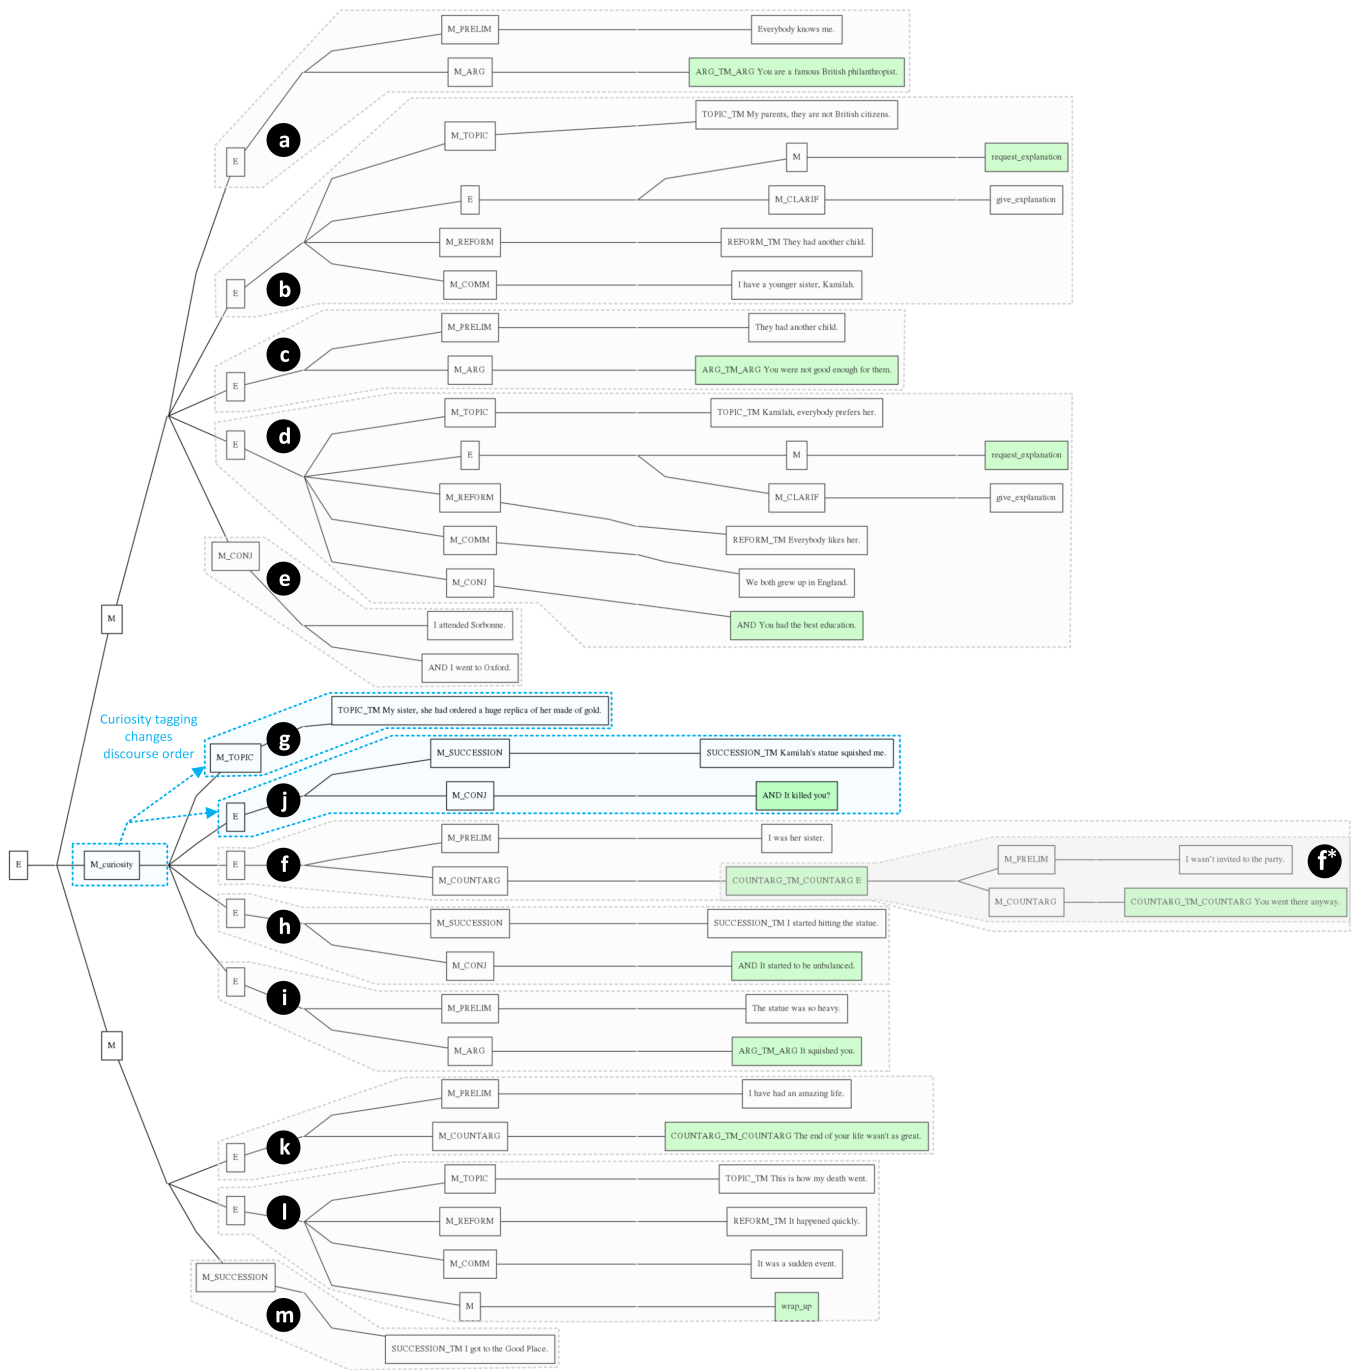 M_PRELIM
Everybody knows me.
M_ARG
ARG_TM_ARG You are a famous British philanthropist.
a
E
M_TOPIC
TOPIC_TM My parents, they are not British citizens.
M
request_explanation
E
M_CLARIF
give_explanation
M_REFORM
REFORM_TM They had another child.
M_COMM
I have a younger sister, Kamilah.
b
E
M_PRELIM
They had another child.
c
M_ARG
ARG_TM_ARG You were not good enough for them.
E
M_TOPIC
TOPIC_TM Kamilah, everybody prefers her.
d
E
E
M
request_explanation
M_REFORM
M_CLARIF
give_explanation
M_COMM
REFORM_TM Everybody likes her.
M_CONJ
We both grew up in England.
M_CONJ
e
AND You had the best education.
I attended Sorbonne.
AND I went to Oxford.
M
Curiosity tagging
changes
discourse order
TOPIC_TM My sister, she had ordered a huge replica of her made of gold.
g
M_TOPIC
M_SUCCESSION
SUCCESSION_TM Kamilah's statue squished me.
j
M_CONJ
AND It killed you?
E
M_PRELIM
I was her sister.
E
M_curiosity
E
f
M_COUNTARG
COUNTARG_TM_COUNTARG E
M_PRELIM
I wasn't invited to the party.
f*
M_COUNTARG
COUNTARG_TM_COUNTARG You went there anyway.
E
h
M_SUCCESSION
SUCCESSION_TM I started hitting the statue.
M_CONJ
AND It started to be unbalanced.
E
i
M_PRELIM
The statue was so heavy.
M_ARG
ARG_TM_ARG It squished you.
M
M_PRELIM
I have had an amazing life.
M_COUNTARG
COUNTARG_TM_COUNTARG The end of your life wasn't as great.
k
E
M_TOPIC
TOPIC_TM This is how my death went.
E
l
M_REFORM
REFORM_TM It happened quickly.
M_COMM
It was a sudden event.
M
wrap_up
M_SUCCESSION
m
SUCCESSION_TM I got to the Good Place.